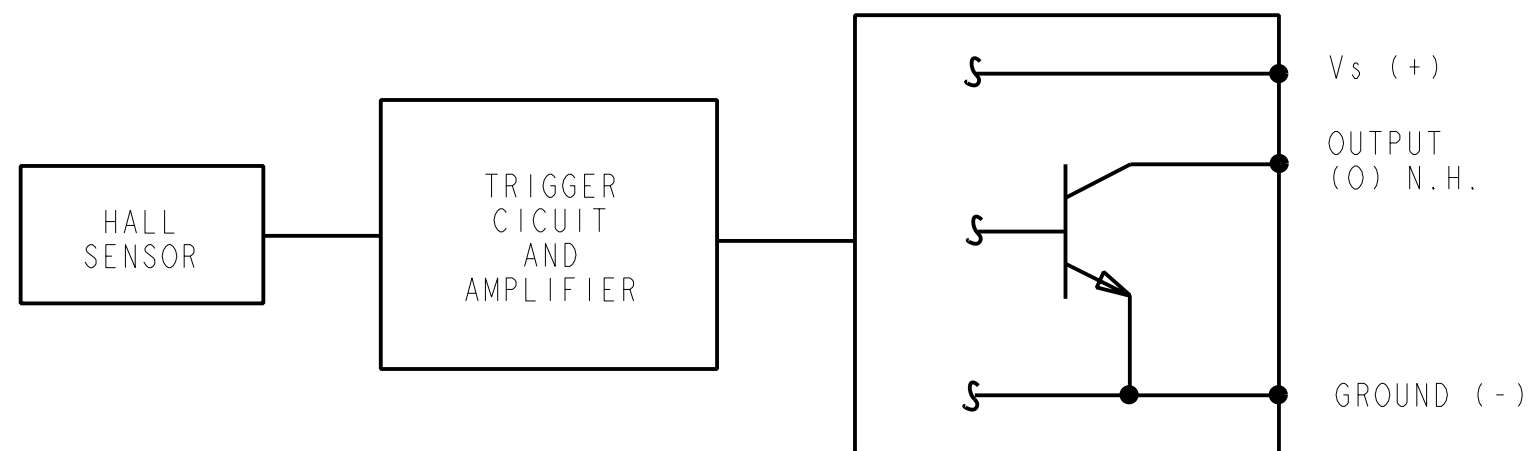 HALL
SENSOR
TRIGGER
CICUIT
AND
AMPLIFIER
Vs (+)
OUTPUT
(O) N.H.
GROUND (-)